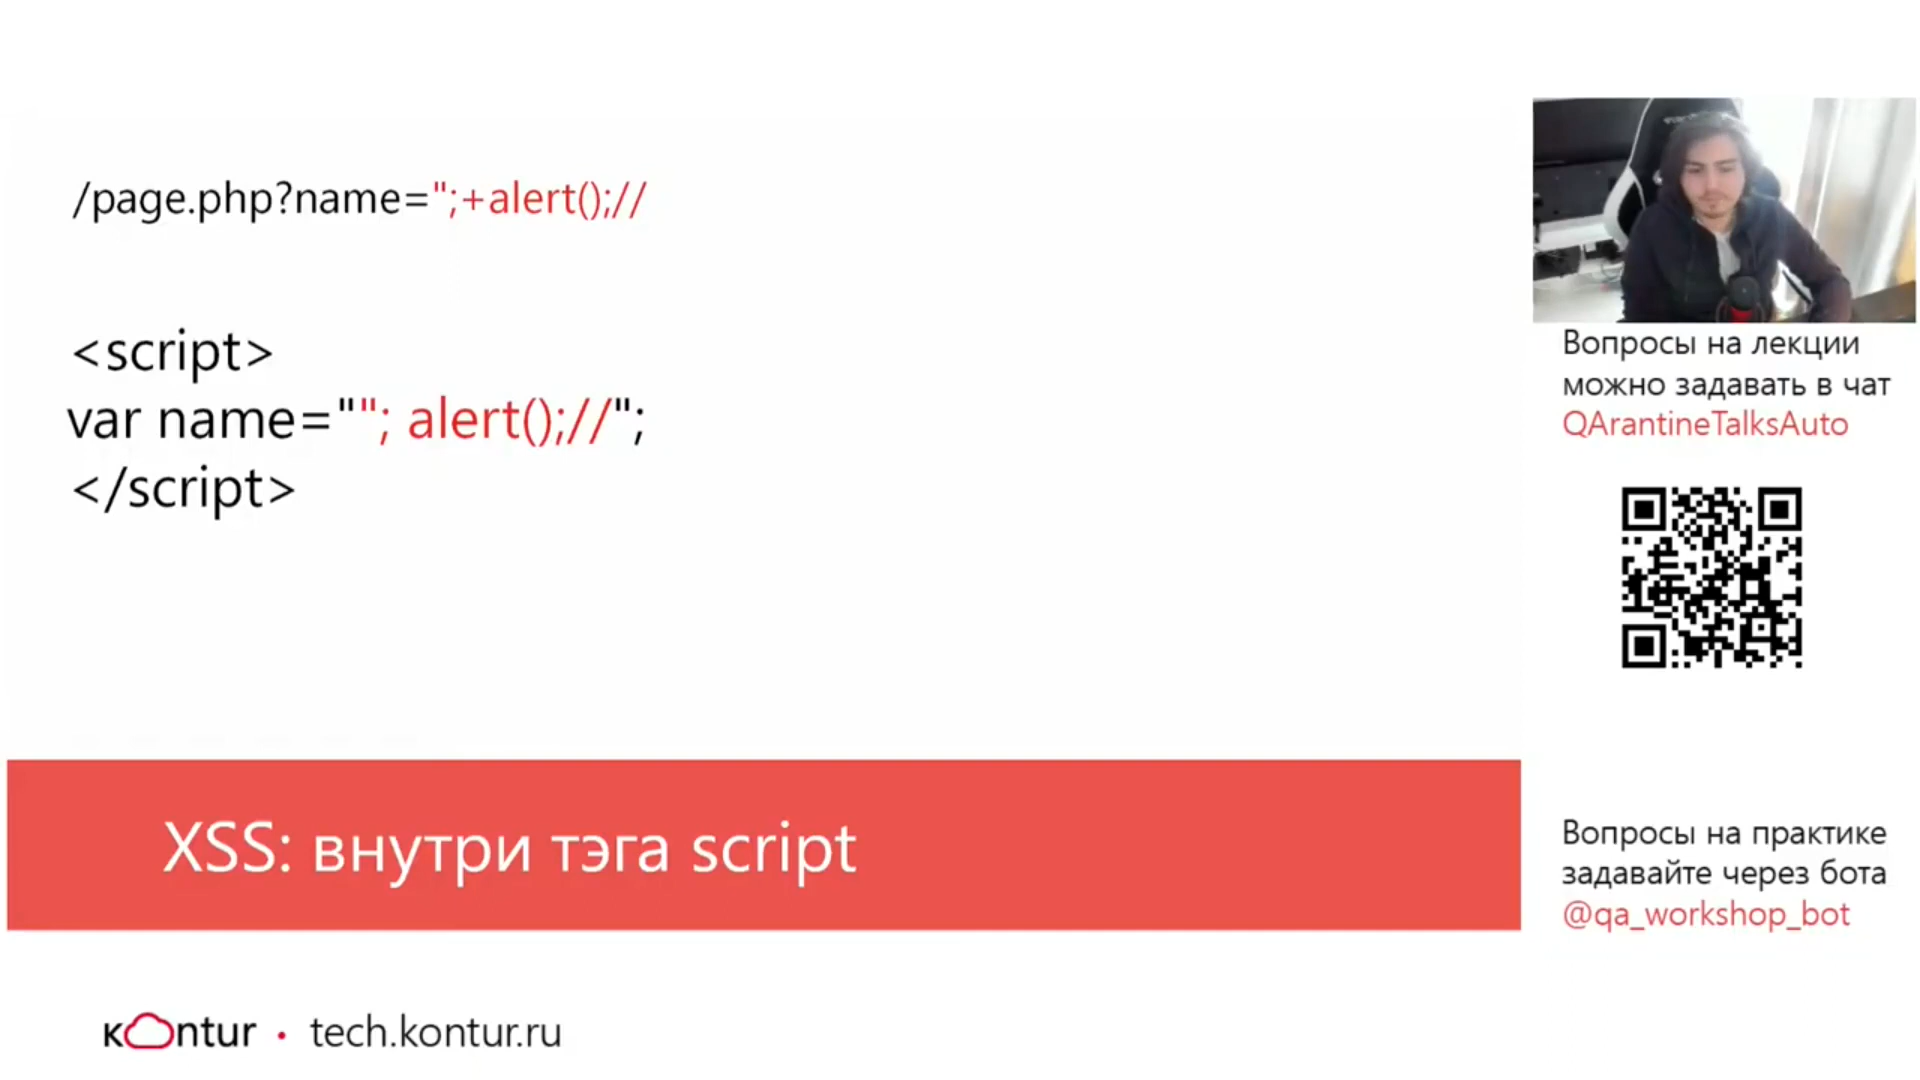 /page.php?name=";+alert();//
<script>
var name=""; alert();//";
</script>
XSS: внутри тэга script
kontur · tech.kontur.ru
Вопросы на лекции
можно задавать в чат
QArantineTalksAuto
Вопросы на практике
задавайте через бота
@qa_workshop_bot